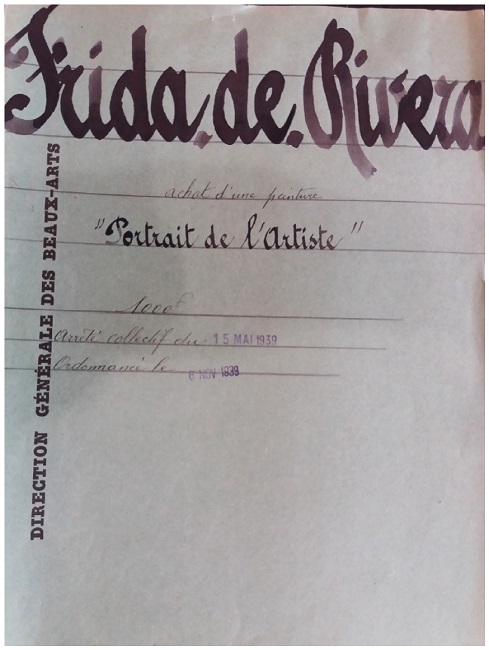 Frida.de.Rivera
achat d'une peinture
"Portrait de l'Artiste"
1000f
Arrêté collectif du 15 MAI 1939
Ordonnancé le 6 NOV 1939
DIRECTION GÉNÉRALE DES BEAUX-ARTS